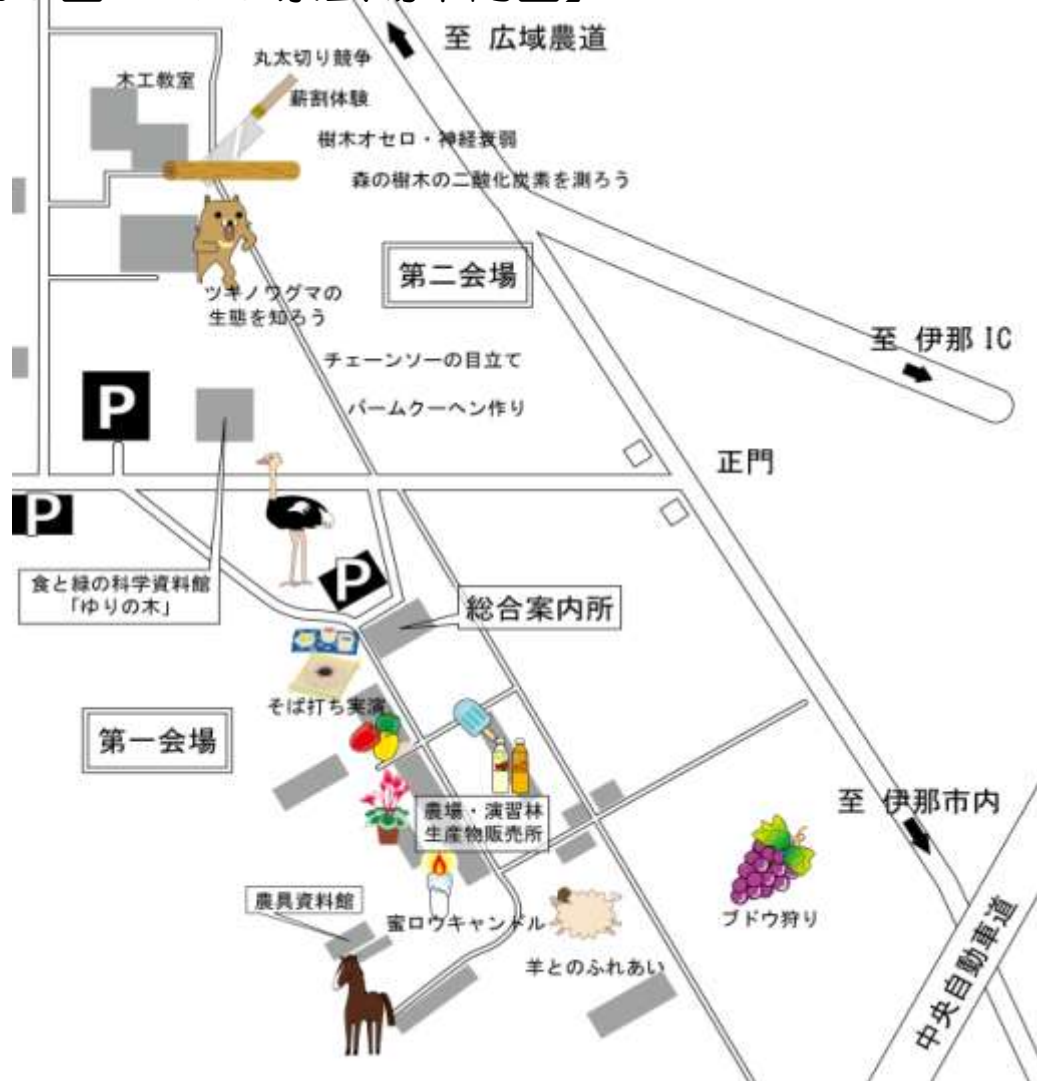 至 広域農道
丸太切り競争
木工教室
薪割体験
樹木オセロ・神経衰弱
森の樹木の二酸化炭素を測ろう
第二会場
ツキノワグマの
生態を知ろう
至 伊那 IC
チェーンソーの目立て
P
バームクーヘン作り
正門
P
P
食と緑の科学資料館
「ゆりの木」
総合案内所
そば打ち実演
第一会場
農場・演習林
生産物販売所
至 伊那市内
農具資料館
蜜ロウキャンドル
ブドウ狩り
羊とのふれあい
中央自動車道